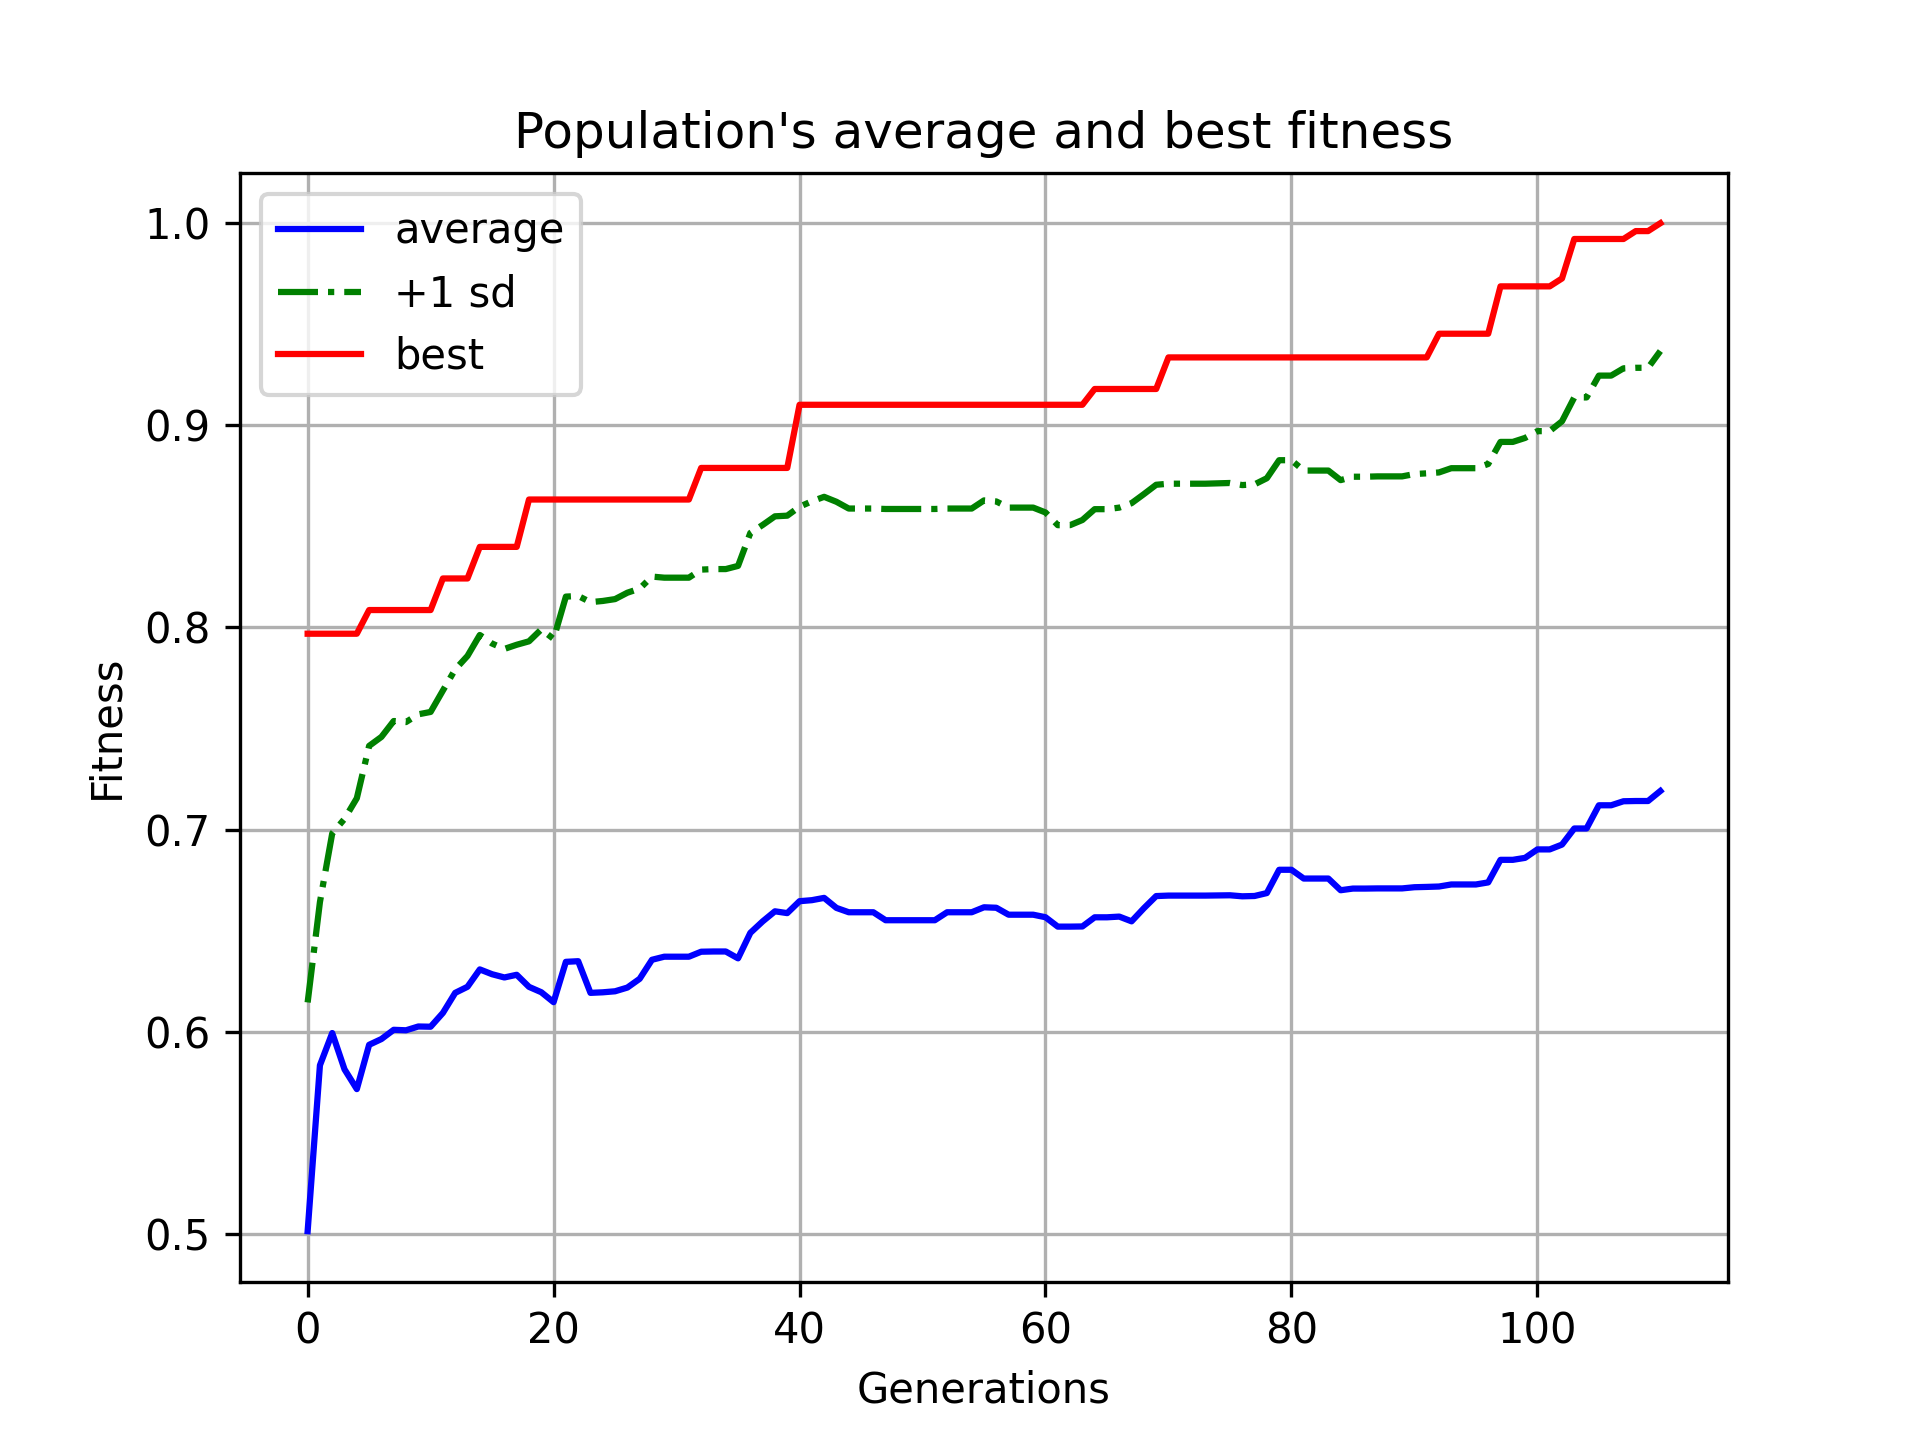 Population's average and best fitness
average
+1 sd
best
1.0
0.9
0.8
0.7
0.6
0.5
Fitness
0 20 40 60 80 100
Generations